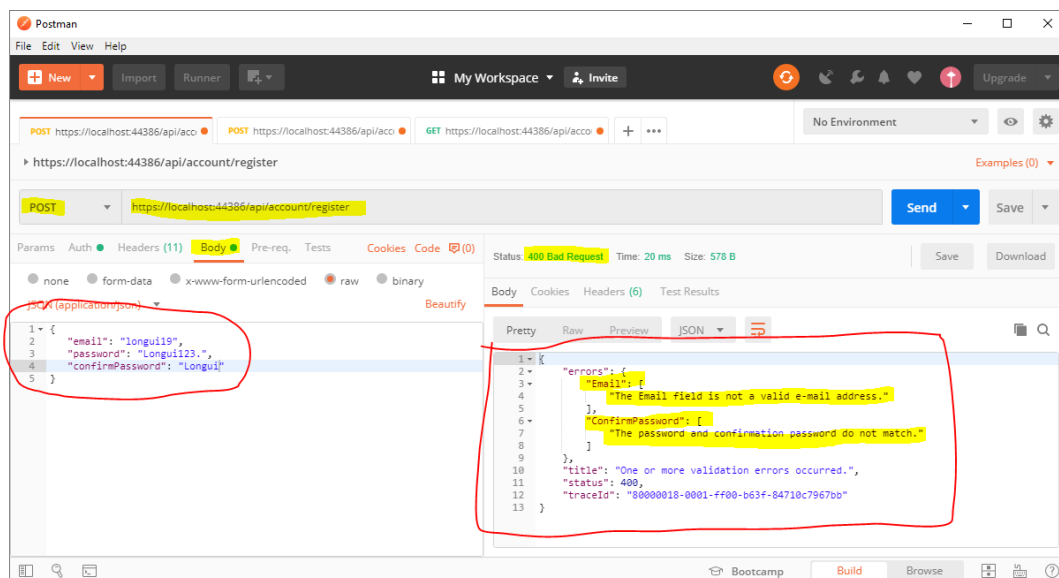 Postman
File Edit View Help
New Import Runner My Workspace Invite Upgrade
POST https://localhost:44386/api/acc POST https://localhost:44386/api/acc GET https://localhost:44386/api/acco + ••• No Environment
https://localhost:44386/api/account/register Examples (0)
POST https://localhost:44386/api/account/register Send Save
Params Auth Headers (11) Body Pre-req. Tests Cookies Code (0)
Status: 400 Bad Request Time: 20 ms Size: 578 B Save Download
none form-data x-www-form-urlencoded raw binary
Body Cookies Headers (6) Test Results
JSON (application/json) Beautify
Pretty Raw Preview JSON
1 {
2 "email": "longui19",
3 "password": "Longui123.",
4 "confirmPassword": "Longui"
5 }
1 {
2 "errors": {
3 "Email": [
4 "The Email field is not a valid e-mail address."
5 ],
6 "ConfirmPassword": [
7 "The password and confirmation password do not match."
8 ]
9 },
10 "title": "One or more validation errors occurred.",
11 "status": 400,
12 "traceId": "80000018-0001-ff00-b63f-84710c7967bb"
13 }
Bootcamp Build Browse